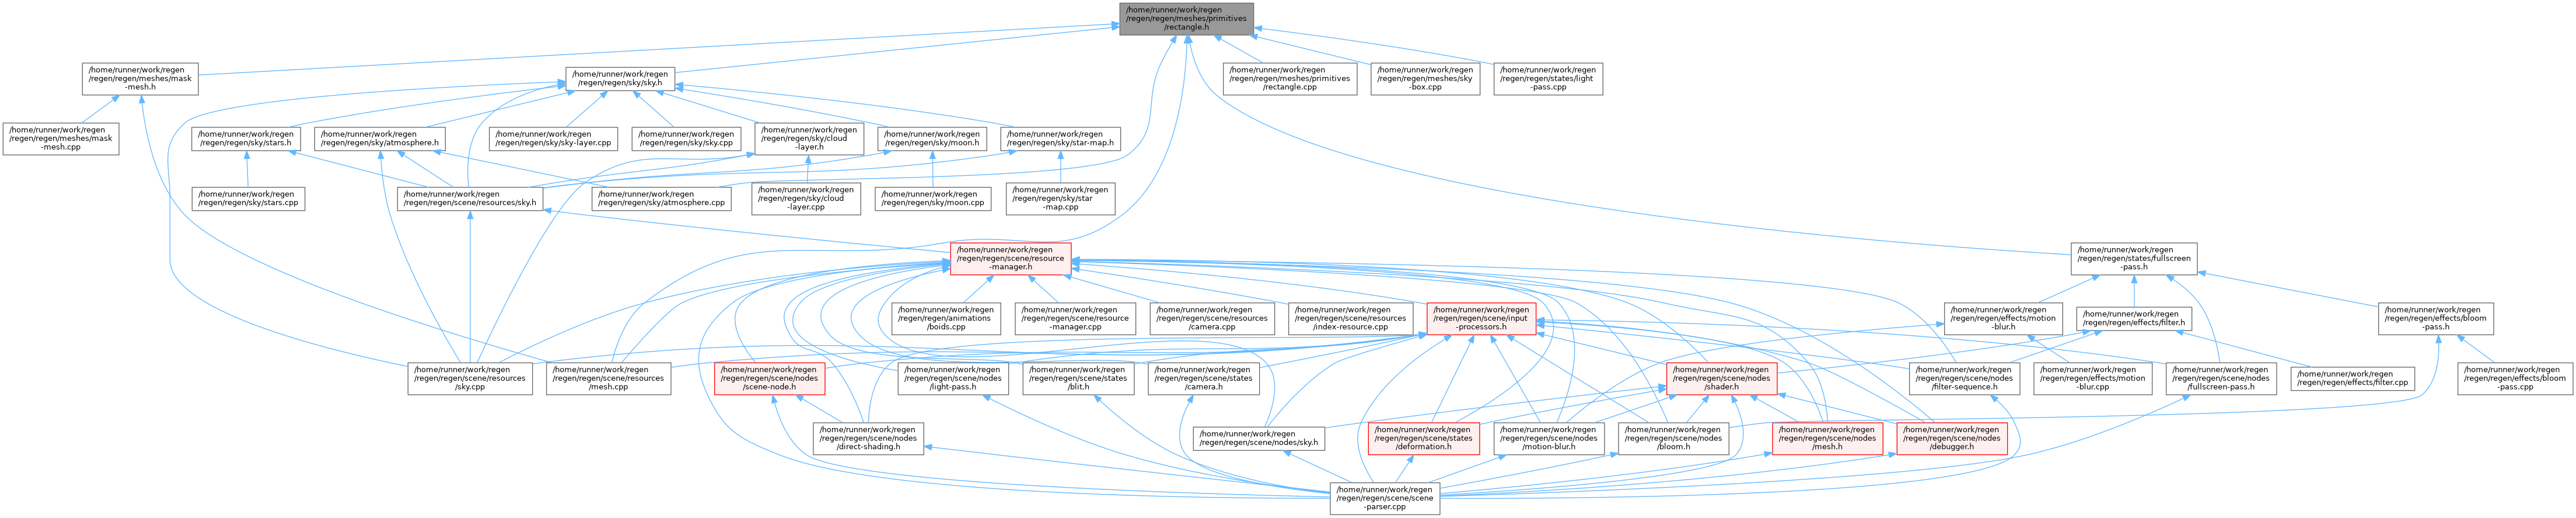 /home/runner/work/regen
/regen/regen/meshes/primitives
/rectangle.h
/home/runner/work/regen
/regen/regen/meshes/mask
-mesh.h
/home/runner/work/regen
/regen/regen/sky/sky.h
/home/runner/work/regen
/regen/regen/meshes/primitives
/rectangle.cpp
/home/runner/work/regen
/regen/regen/meshes/sky
-box.cpp
/home/runner/work/regen
/regen/regen/states/light
-pass.cpp
/home/runner/work/regen
/regen/regen/meshes/mask
-mesh.cpp
/home/runner/work/regen
/regen/regen/sky/stars.h
/home/runner/work/regen
/regen/regen/sky/atmosphere.h
/home/runner/work/regen
/regen/regen/sky/sky-layer.cpp
/home/runner/work/regen
/regen/regen/sky/sky.cpp
/home/runner/work/regen
/regen/regen/sky/cloud
-layer.h
/home/runner/work/regen
/regen/regen/sky/moon.h
/home/runner/work/regen
/regen/regen/sky/star-map.h
/home/runner/work/regen
/regen/regen/sky/stars.cpp
/home/runner/work/regen
/regen/regen/scene/resources/sky.h
/home/runner/work/regen
/regen/regen/sky/atmosphere.cpp
/home/runner/work/regen
/regen/regen/sky/cloud
-layer.cpp
/home/runner/work/regen
/regen/regen/sky/moon.cpp
/home/runner/work/regen
/regen/regen/sky/star
-map.cpp
/home/runner/work/regen
/regen/regen/scene/resource
-manager.h
/home/runner/work/regen
/regen/regen/states/fullscreen
-pass.h
/home/runner/work/regen
/regen/regen/animations
/boids.cpp
/home/runner/work/regen
/regen/regen/scene/resource
-manager.cpp
/home/runner/work/regen
/regen/regen/scene/resources
/camera.cpp
/home/runner/work/regen
/regen/regen/scene/resources
/index-resource.cpp
/home/runner/work/regen
/regen/regen/scene/input
-processors.h
/home/runner/work/regen
/regen/regen/effects/motion
-blur.h
/home/runner/work/regen
/regen/regen/effects/filter.h
/home/runner/work/regen
/regen/regen/effects/bloom
-pass.h
/home/runner/work/regen
/regen/regen/scene/resources
/sky.cpp
/home/runner/work/regen
/regen/regen/scene/resources
/mesh.cpp
/home/runner/work/regen
/regen/regen/scene/nodes
/scene-node.h
/home/runner/work/regen
/regen/regen/scene/nodes
/light-pass.h
/home/runner/work/regen
/regen/regen/scene/states
/blit.h
/home/runner/work/regen
/regen/regen/scene/states
/camera.h
/home/runner/work/regen
/regen/regen/scene/nodes
/shader.h
/home/runner/work/regen
/regen/regen/scene/nodes
/filter-sequence.h
/home/runner/work/regen
/regen/regen/effects/motion
-blur.cpp
/home/runner/work/regen
/regen/regen/scene/nodes
/fullscreen-pass.h
/home/runner/work/regen
/regen/regen/effects/filter.cpp
/home/runner/work/regen
/regen/regen/effects/bloom
-pass.cpp
/home/runner/work/regen
/regen/regen/scene/nodes
/direct-shading.h
/home/runner/work/regen
/regen/regen/scene/nodes/sky.h
/home/runner/work/regen
/regen/regen/scene/states
/deformation.h
/home/runner/work/regen
/regen/regen/scene/nodes
/motion-blur.h
/home/runner/work/regen
/regen/regen/scene/nodes
/bloom.h
/home/runner/work/regen
/regen/regen/scene/nodes
/mesh.h
/home/runner/work/regen
/regen/regen/scene/nodes
/debugger.h
/home/runner/work/regen
/regen/regen/scene/scene
-parser.cpp